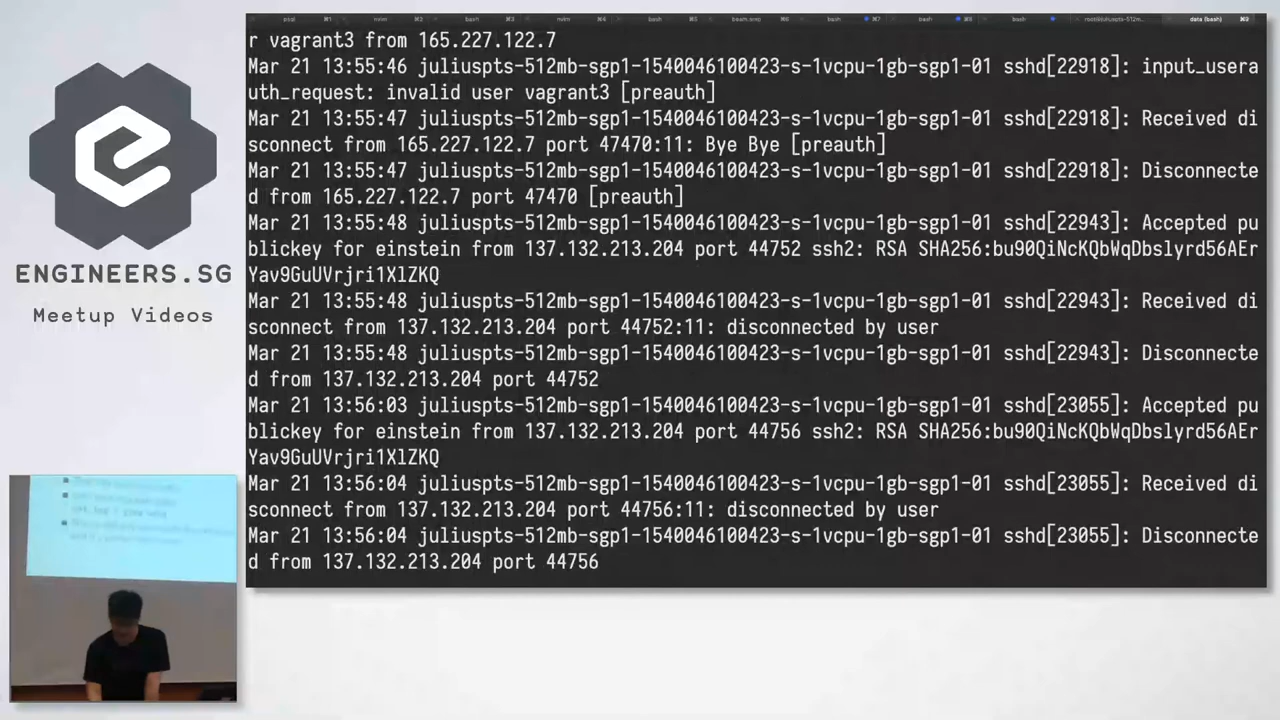 bash
nvim
bash
nvim
bash
bash
bash
bash
data (bash)
r vagrant3 from 165.227.122.7
Mar 21 13:55:46 juliuspts-512mb-sgp1-1540046100423-s-1vcpu-1gb-sgp1-01 sshd[22918]: input_usera
uth_request: invalid user vagrant3 [preauth]
Mar 21 13:55:47 juliuspts-512mb-sgp1-1540046100423-s-1vcpu-1gb-sgp1-01 sshd[22918]: Received di
sconnect from 165.227.122.7 port 47470:11: Bye Bye [preauth]
Mar 21 13:55:47 juliuspts-512mb-sgp1-1540046100423-s-1vcpu-1gb-sgp1-01 sshd[22918]: Disconnecte
d from 165.227.122.7 port 47470 [preauth]
Mar 21 13:55:48 juliuspts-512mb-sgp1-1540046100423-s-1vcpu-1gb-sgp1-01 sshd[22943]: Accepted pu
blickey for einstein from 137.132.213.204 port 44752 ssh2: RSA SHA256:bu90QiNcKQbWqDbslyrd56AEr
Yav9GuUVrjri1XlZKQ
Mar 21 13:55:48 juliuspts-512mb-sgp1-1540046100423-s-1vcpu-1gb-sgp1-01 sshd[22943]: Received di
sconnect from 137.132.213.204 port 44752:11: disconnected by user
Mar 21 13:55:48 juliuspts-512mb-sgp1-1540046100423-s-1vcpu-1gb-sgp1-01 sshd[22943]: Disconnecte
d from 137.132.213.204 port 44752
Mar 21 13:56:03 juliuspts-512mb-sgp1-1540046100423-s-1vcpu-1gb-sgp1-01 sshd[23055]: Accepted pu
blickey for einstein from 137.132.213.204 port 44756 ssh2: RSA SHA256:bu90QiNcKQbWqDbslyrd56AEr
Yav9GuUVrjri1XlZKQ
Mar 21 13:56:04 juliuspts-512mb-sgp1-1540046100423-s-1vcpu-1gb-sgp1-01 sshd[23055]: Received di
sconnect from 137.132.213.204 port 44756:11: disconnected by user
Mar 21 13:56:04 juliuspts-512mb-sgp1-1540046100423-s-1vcpu-1gb-sgp1-01 sshd[23055]: Disconnecte
d from 137.132.213.204 port 44756
ENGINEERS.SG
Meetup Videos